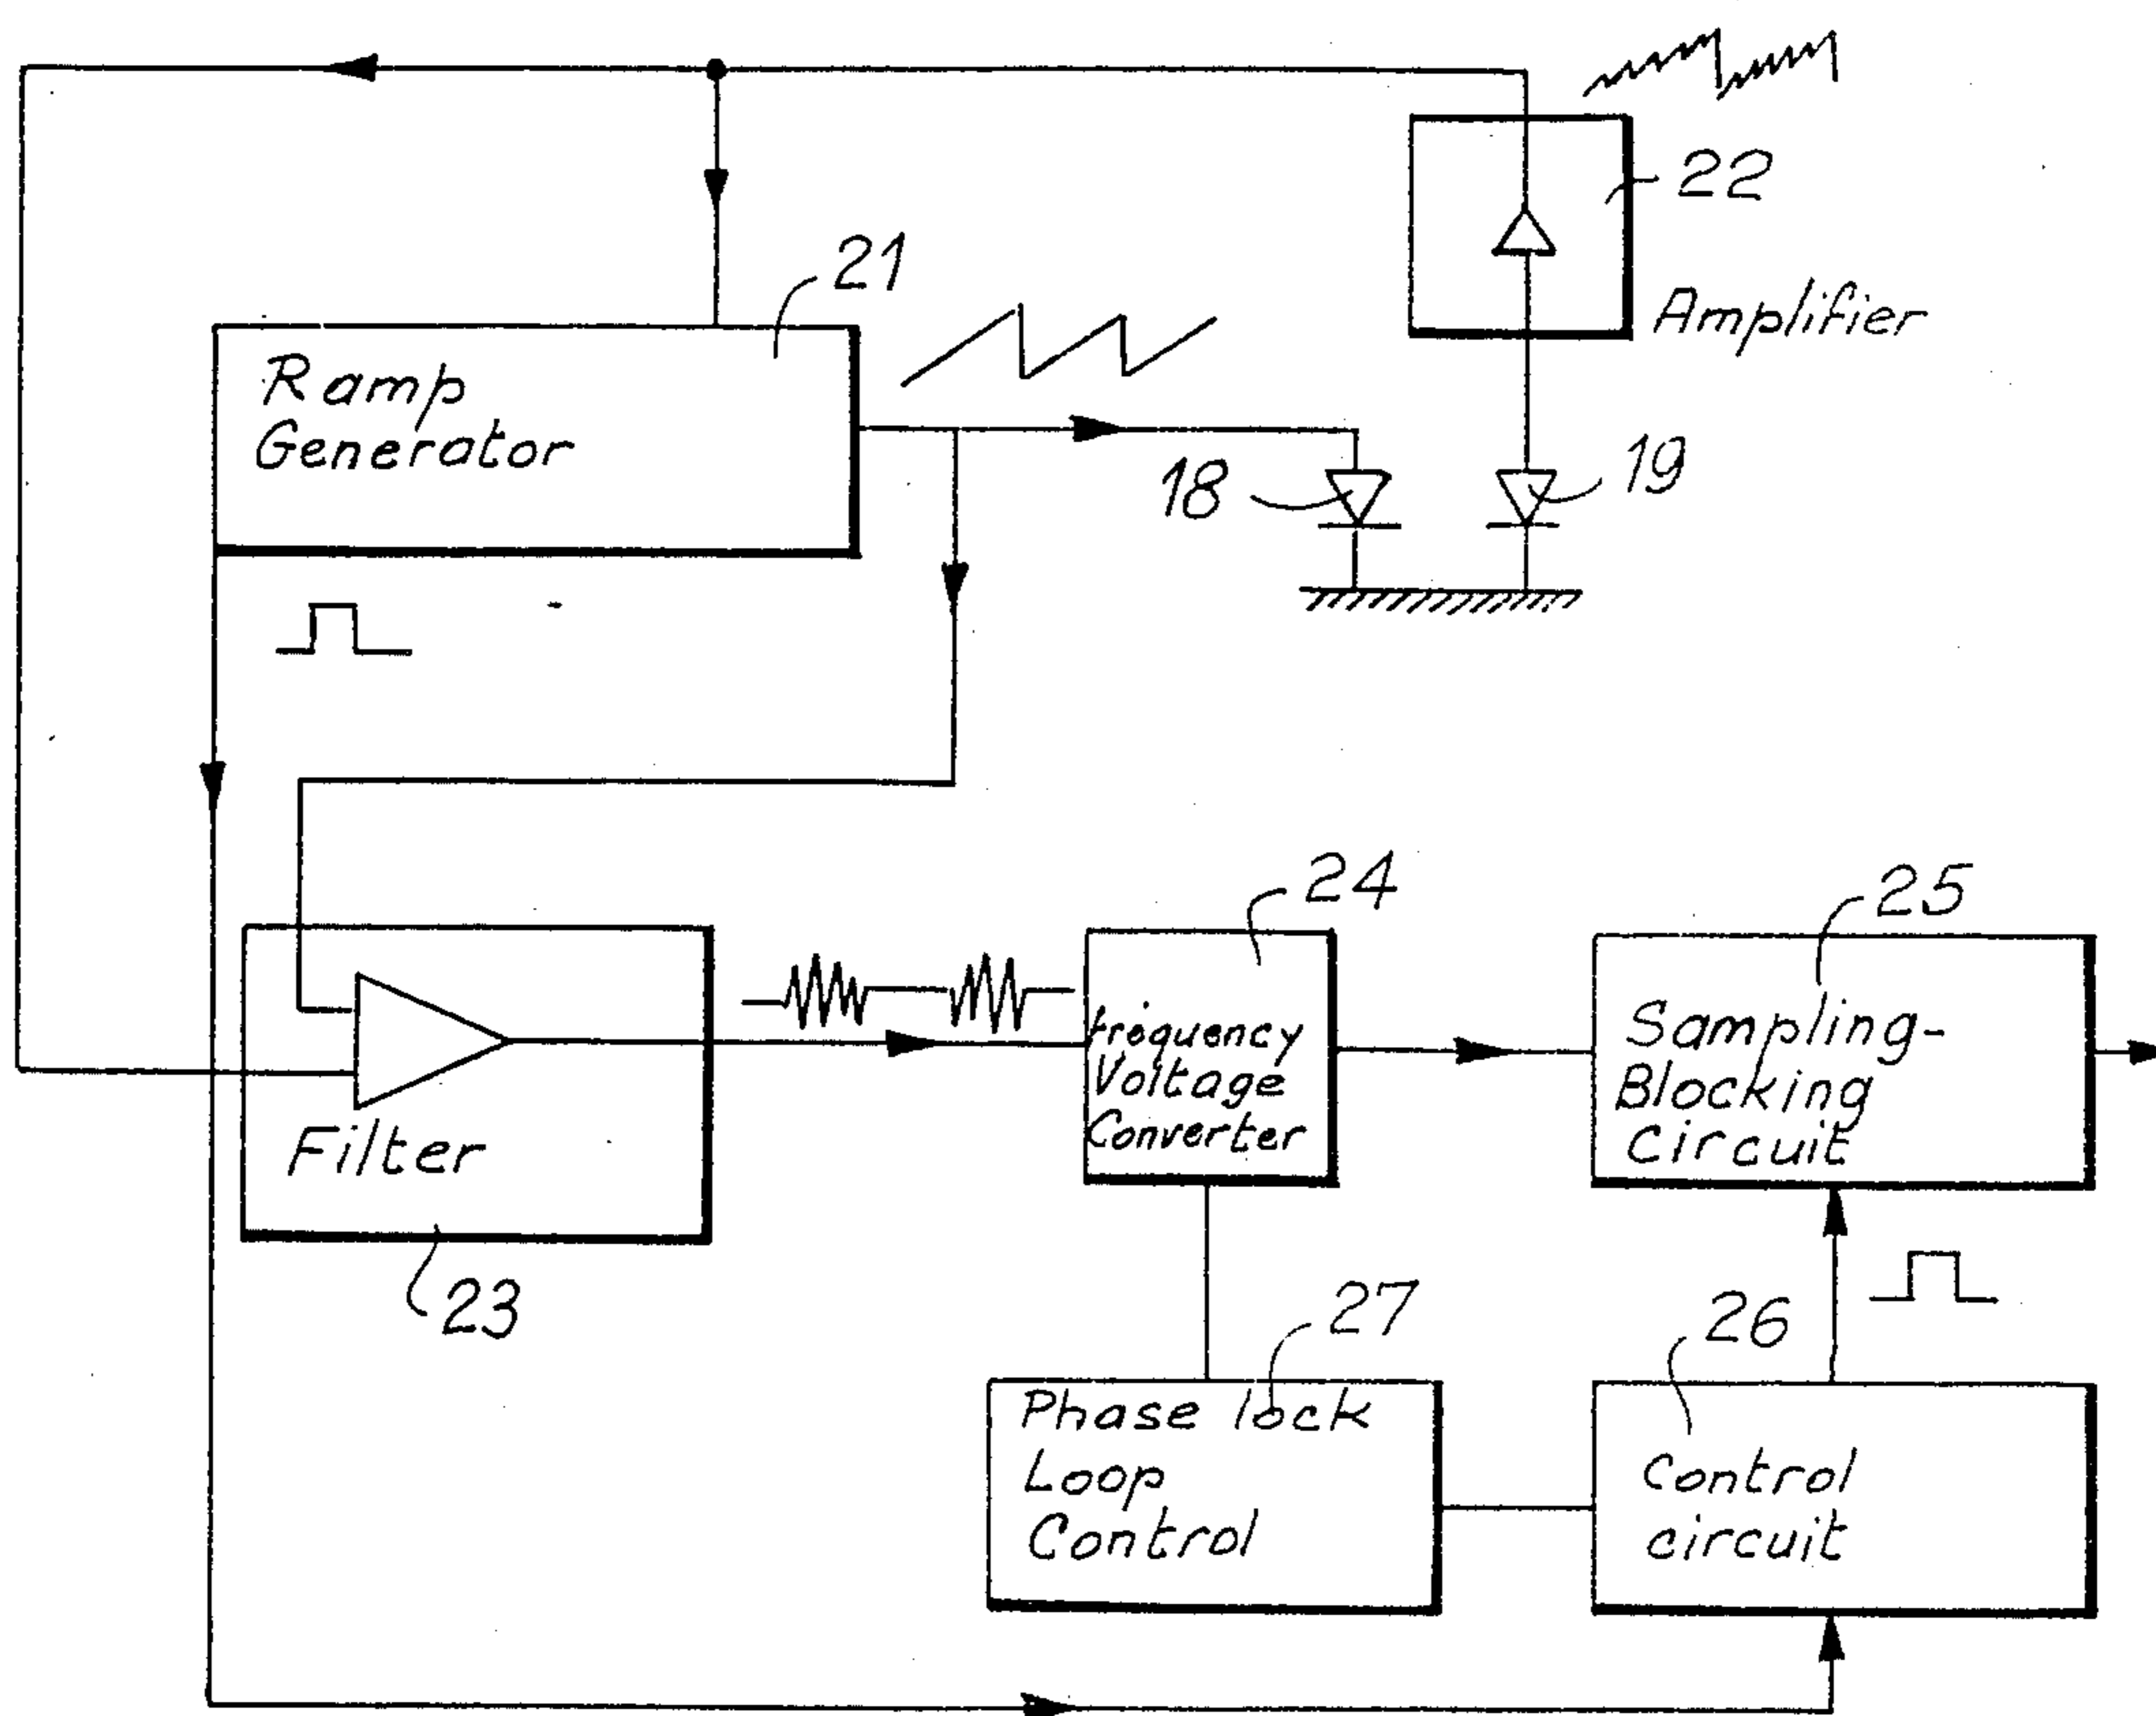 22
Amplifier
21
Ramp
Generator
18
19
24
25
frequency
Voltage
Converter
Sampling-
Blocking
Circuit
Filter
23
27
26
Phase lock
Loop
Control
Control
circuit